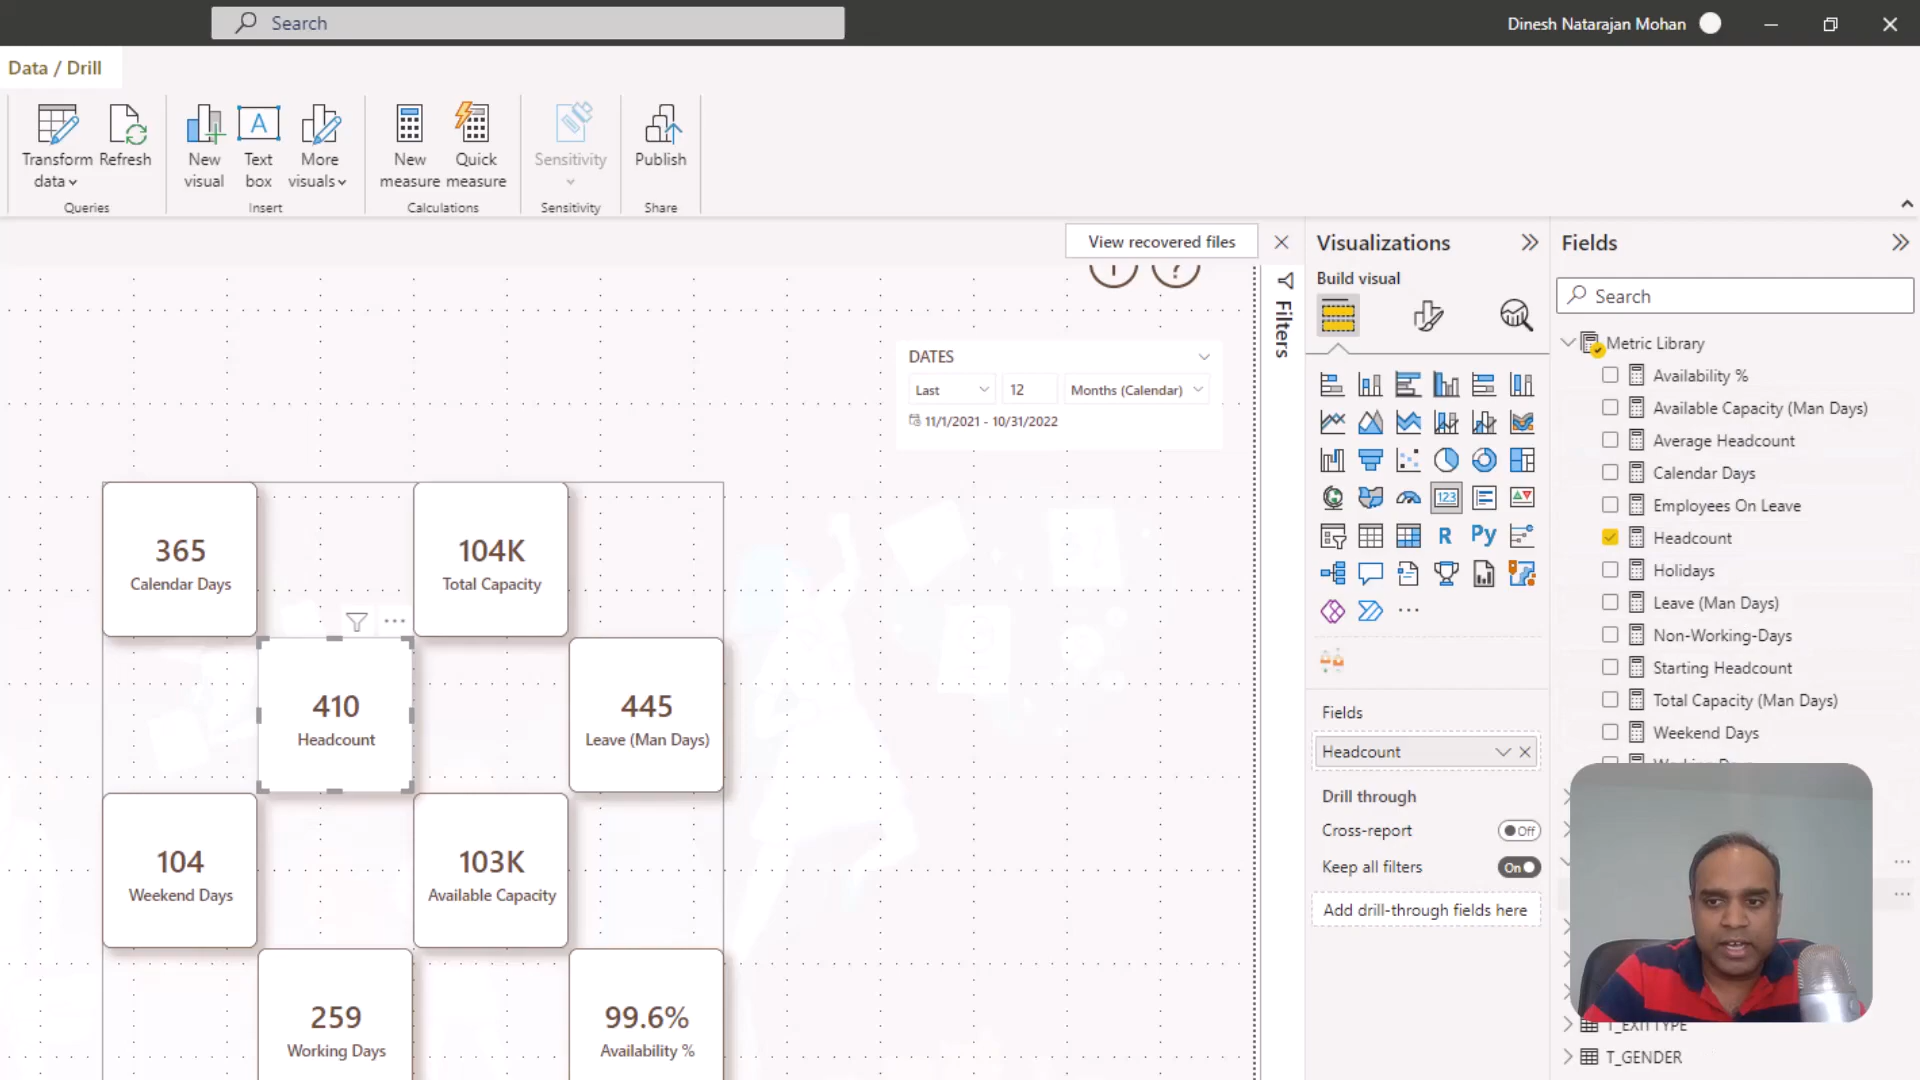 Search
Dinesh Natarajan Mohan
Data / Drill
Transform data
Refresh
New visual
Text box
A
More visuals
New measure
Quick measure
Sensitivity
Publish
Queries
Insert
Calculations
Sensitivity
Share
View recovered files
DATES
Last
12
Months (Calendar)
11/1/2021 - 10/31/2022
365
Calendar Days
104K
Total Capacity
410
Headcount
445
Leave (Man Days)
104
Weekend Days
103K
Available Capacity
259
Working Days
99.6%
Availability %
Filters
Visualizations
Build visual
123
R
Py
Fields
Headcount
Drill through
Cross-report
Off
Keep all filters
On
Add drill-through fields here
Fields
Search
Metric Library
Availability %
Available Capacity (Man Days)
Average Headcount
Calendar Days
Employees On Leave
Headcount
Holidays
Leave (Man Days)
Non-Working-Days
Starting Headcount
Total Capacity (Man Days)
Weekend Days
T_EXITTYPE
T_GENDER